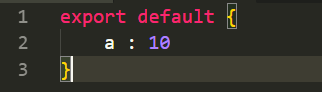 1 export default {
2     a : 10
3 }